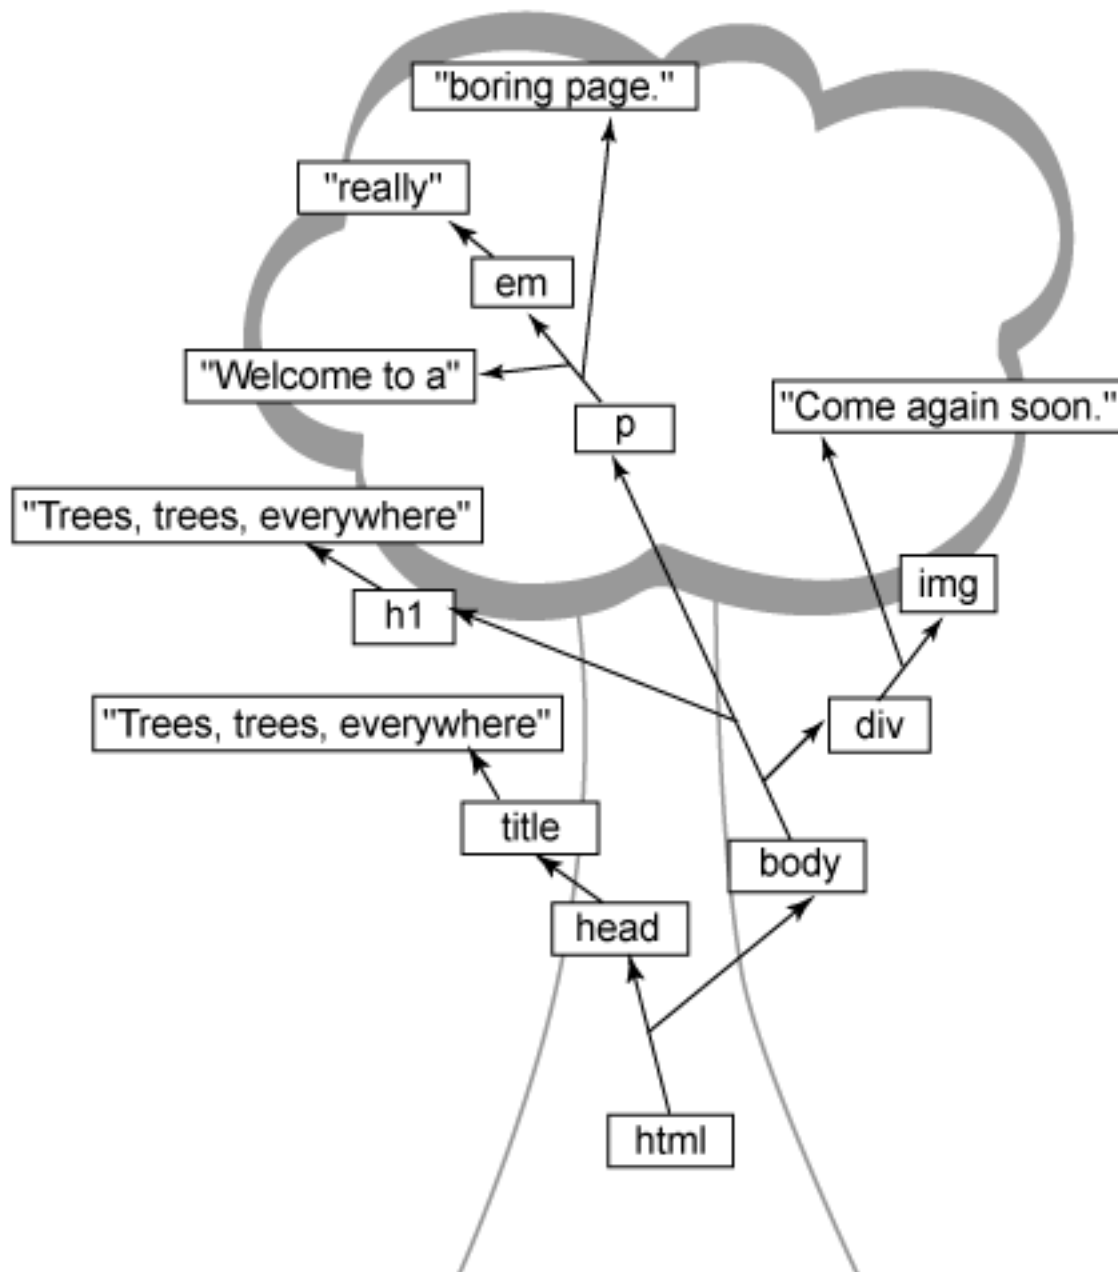 "boring page."
"really"
em
"Welcome to a"
"Come again soon."
p
"Trees, trees, everywhere"
img
h1
"Trees, trees, everywhere"
div
title
body
head
html